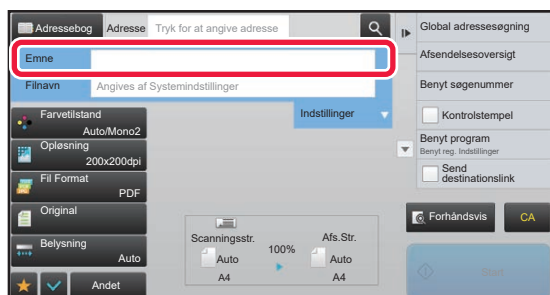 Adressebog
Adresse
Tryk for at angive adresse
Emne
Filnavn
Angives af Systemindstillinger
Indstillinger
Farvetilstand
Auto/Mono2
Opløsning
200x200dpi
Fil Format
PDF
Original
Belysning
Auto
Andet
Scanningsstr.
Auto
A4
100%
Afs.Str.
Auto
A4
Global adressesøgning
Afsendelsesoversigt
Benyt søgenummer
Kontrolstempel
Benyt program
Benyt reg. Indstillinger
Send
destinationslink
Forhåndsvis
CA
Start